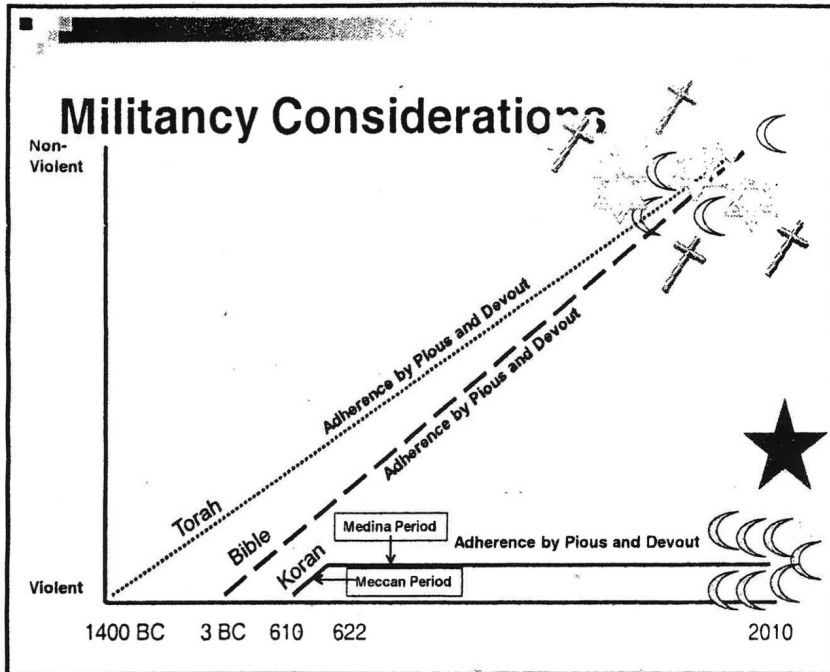 Militancy Considerations
Non-
Violent
Adherence by Pious and Devout
Adherence by Pious and Devout
Torah
Bible
Koran
Medina Period
Adherence by Pious and Devout
Meccan Period
Violent
1400 BC 3 BC 610 622 2010